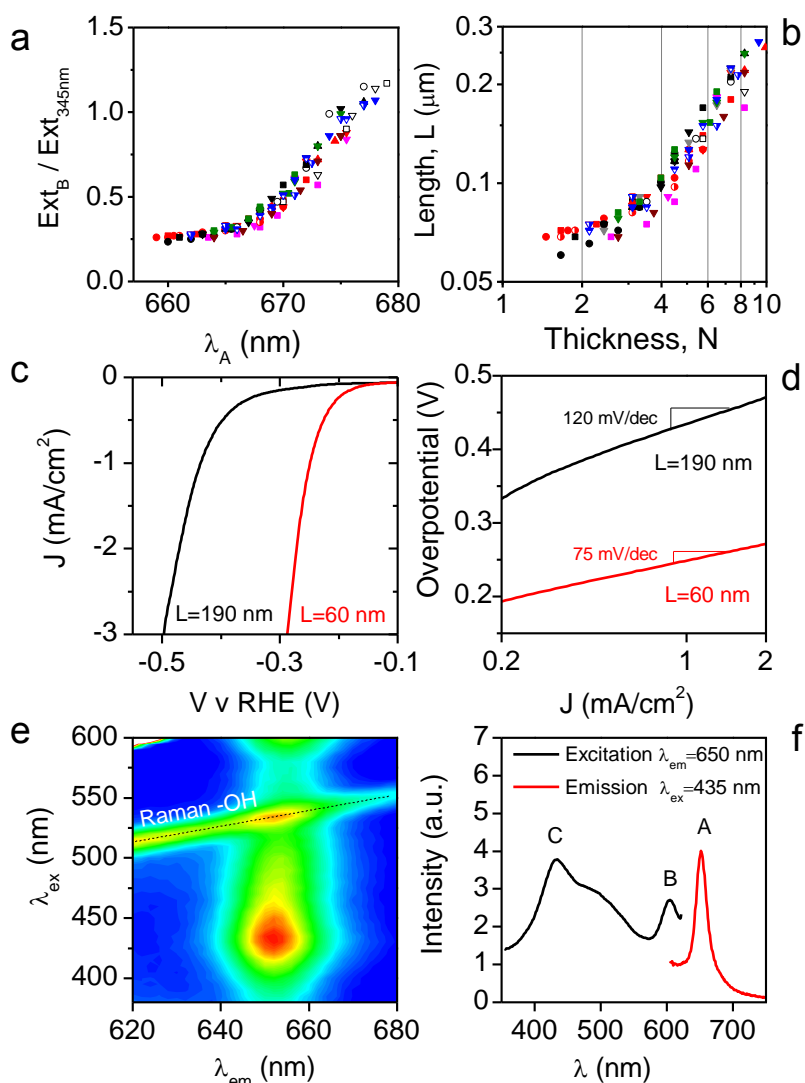 a
Ext_B / Ext_345nm
1.5
1.0
0.5
0.0
660
670
680
λ_A (nm)
b
Length, L (μm)
0.3
0.1
0.05
1
2
4
6
8
10
Thickness, N
c
J (mA/cm²)
0
-1
-2
-3
L=190 nm
L=60 nm
-0.5
-0.3
-0.1
V v RHE (V)
d
Overpotential (V)
0.5
0.4
0.3
0.2
120 mV/dec
L=190 nm
75 mV/dec
L=60 nm
0.2
1
2
J (mA/cm²)
e
λ_ex (nm)
600
550
500
450
400
Raman -OH
620
640
660
680
λ_em (nm)
f
Intensity (a.u.)
7
6
5
4
3
2
1
0
Excitation λ_em=650 nm
Emission λ_ex=435 nm
C
B
A
400
500
600
700
λ (nm)